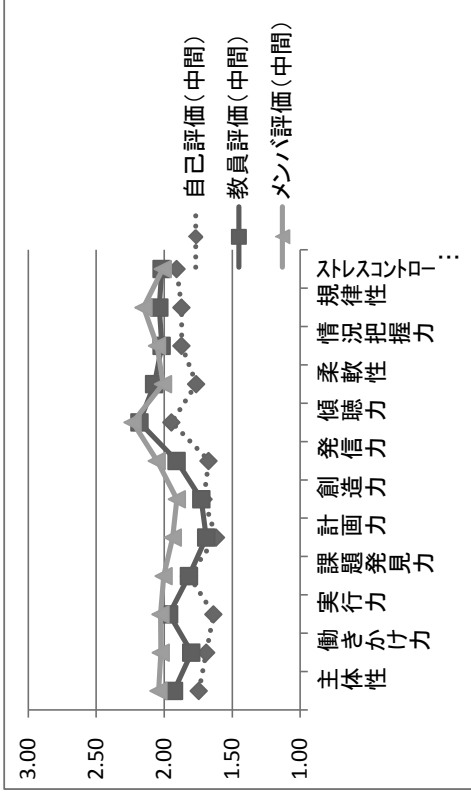 3.00
2.50
2.00
1.50
1.00
主体性
働きかけ力
実行力
課題発見力
計画力
創造力
発信力
傾聴力
柔軟性
情況把握力
規律性
ストレスコントロー…
自己評価(中間)
教員評価(中間)
メンバ評価(中間)